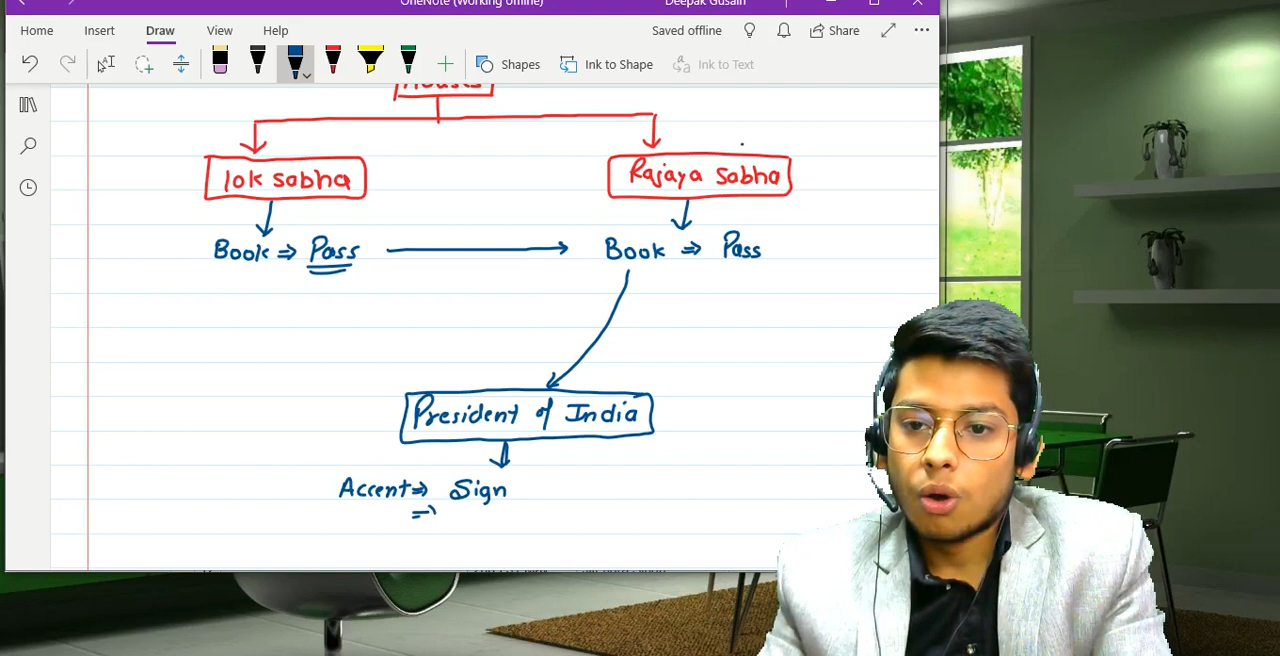 OneNote (Working offline)
Deepak Gusain
Home Insert Draw View Help
Saved offline
Share
Shapes
Ink to Shape
Ink to Text
Houses
lok sabha
Rajaya Sabha
Book ⇒ Pass
Book ⇒ Pass
President of India
Accent ⇒ Sign